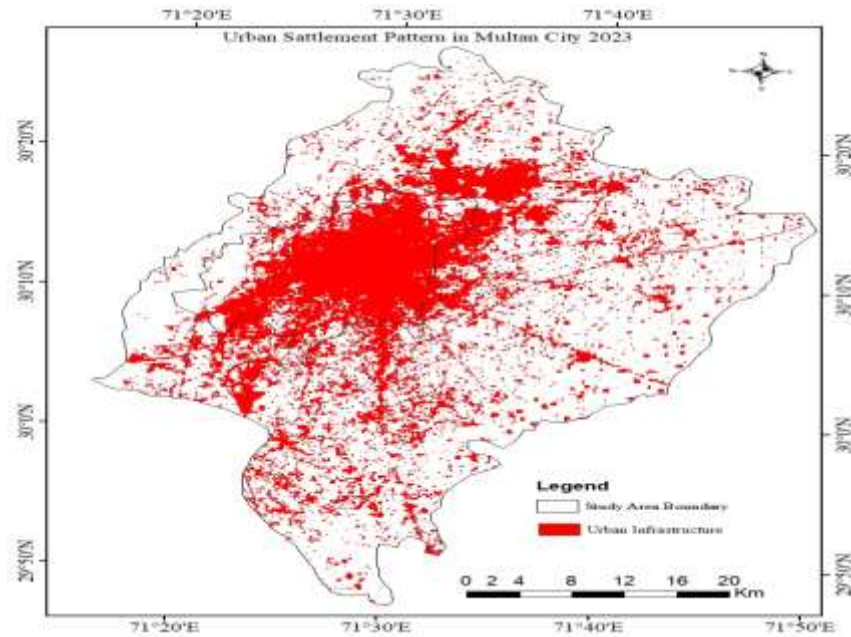 71°20'E 71°30'E 71°40'E
Urban Sattlement Pattern in Multan City 2023
N
30°20'N 30°20'N
30°10'N 30°10'N
30°0'N 30°0'N
Legend
Study Area Boundary
Urban Infrastructure
29°50'N 29°50'N
0 2 4 8 12 16 20
Km
71°20'E 71°30'E 71°40'E 71°50'E